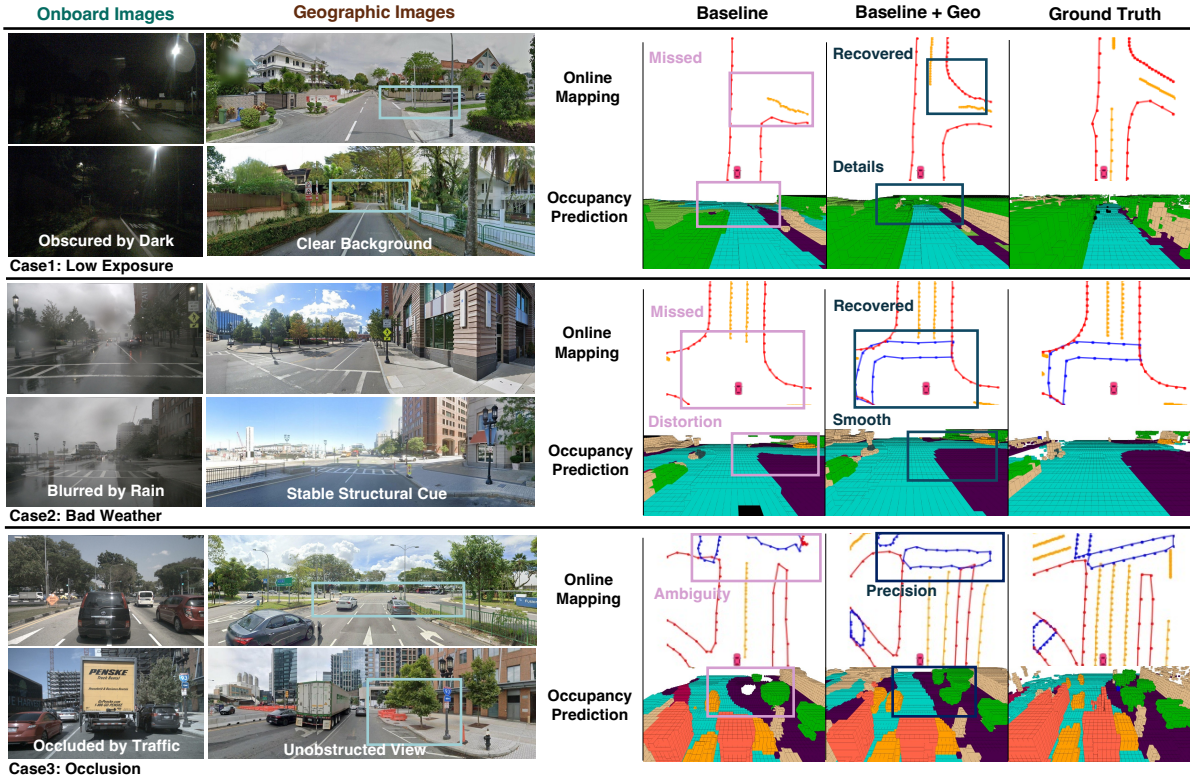 Onboard Images
Geographic Images
Baseline
Baseline + Geo
Ground Truth
Obscured by Dark
Clear Background
Case1: Low Exposure
Online
Mapping
Missed
Recovered
Occupancy
Prediction
Details
Blurred by Rain
Stable Structural Cue
Case2: Bad Weather
Online
Mapping
Missed
Recovered
Occupancy
Prediction
Distortion
Smooth
PENSKE
Occluded by Traffic
Unobstructed View
Case3: Occlusion
Online
Mapping
Ambiguity
Precision
Occupancy
Prediction